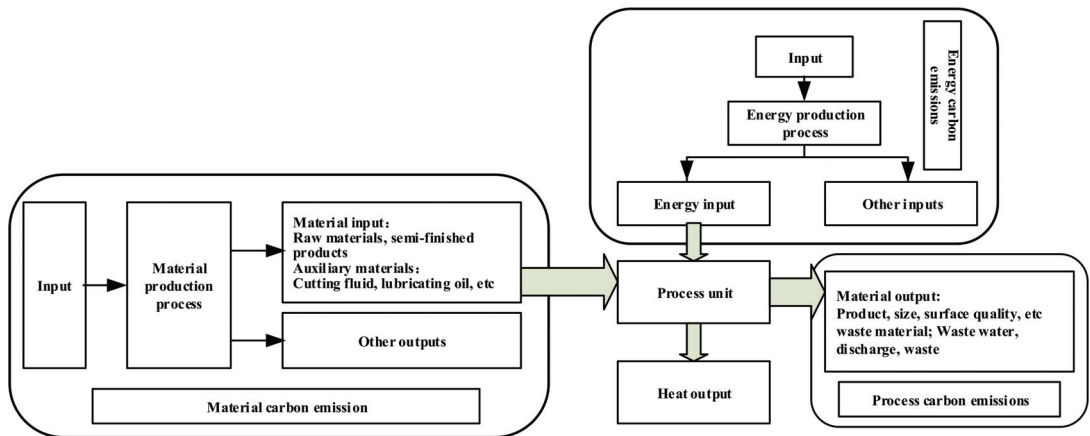 Input
Energy carbon
emissions
Energy production
process
Energy input
Other inputs
Input
Material
production
process
Material input：
Raw materials, semi-finished
products
Auxiliary materials：
Cutting fluid, lubricating oil, etc
Other outputs
Material carbon emission
Process unit
Heat output
Material output:
Product, size, surface quality, etc
waste material; Waste water,
discharge, waste
Process carbon emissions